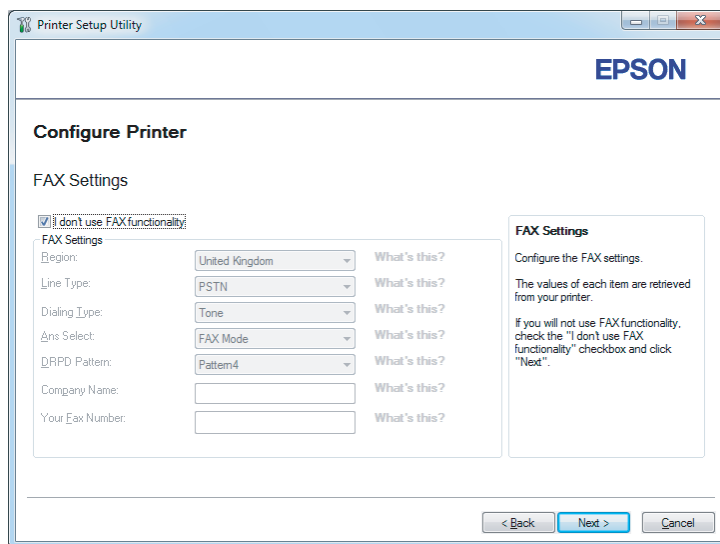 Printer Setup Utility
EPSON
Configure Printer
FAX Settings
I don't use FAX functionality
FAX Settings
Region: United Kingdom What's this?
Line Type: PSTN What's this?
Dialing Type: Tone What's this?
Ans Select: FAX Mode What's this?
DRPD Pattern: Pattern4 What's this?
Company Name: What's this?
Your Fax Number: What's this?
FAX Settings
Configure the FAX settings.
The values of each item are retrieved
from your printer.
If you will not use FAX functionality,
check the "I don't use FAX
functionality" checkbox and click
"Next".
< Back Next > Cancel